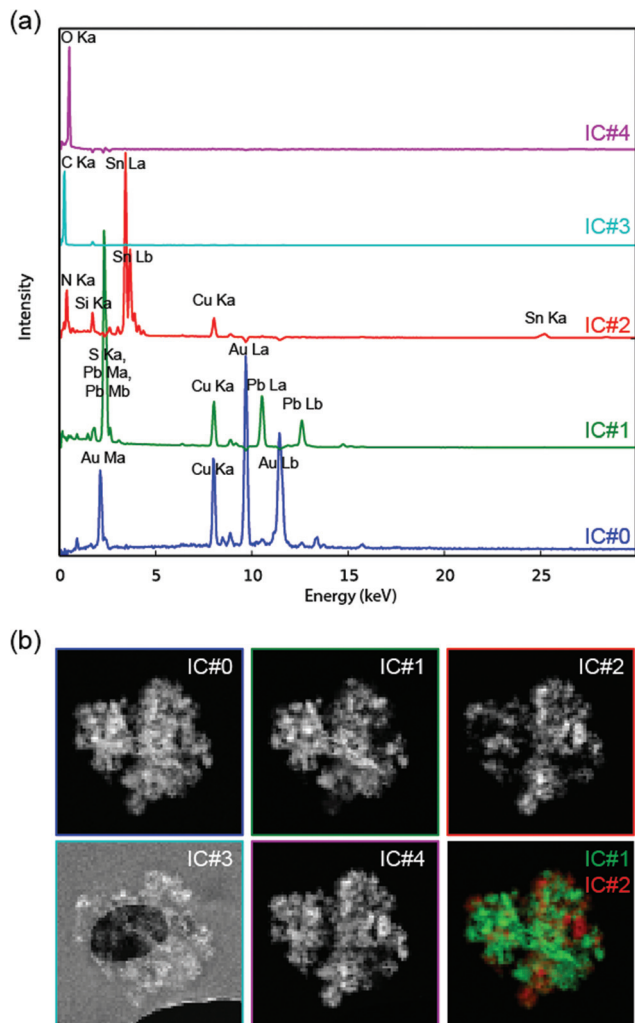 (a)
O Ka
IC#4
C Ka
Sn La
IC#3
Sn Lb
N Ka
Si Ka
Cu Ka
Sn Ka
IC#2
Au La
S Ka,
Pb Ma,
Pb Mb
Cu Ka
Pb La
Pb Lb
IC#1
Au Ma
Cu Ka
Au Lb
IC#0
Intensity
0 5 10 15 20 25
Energy (keV)
(b)
IC#0
IC#1
IC#2
IC#3
IC#4
IC#1
IC#2